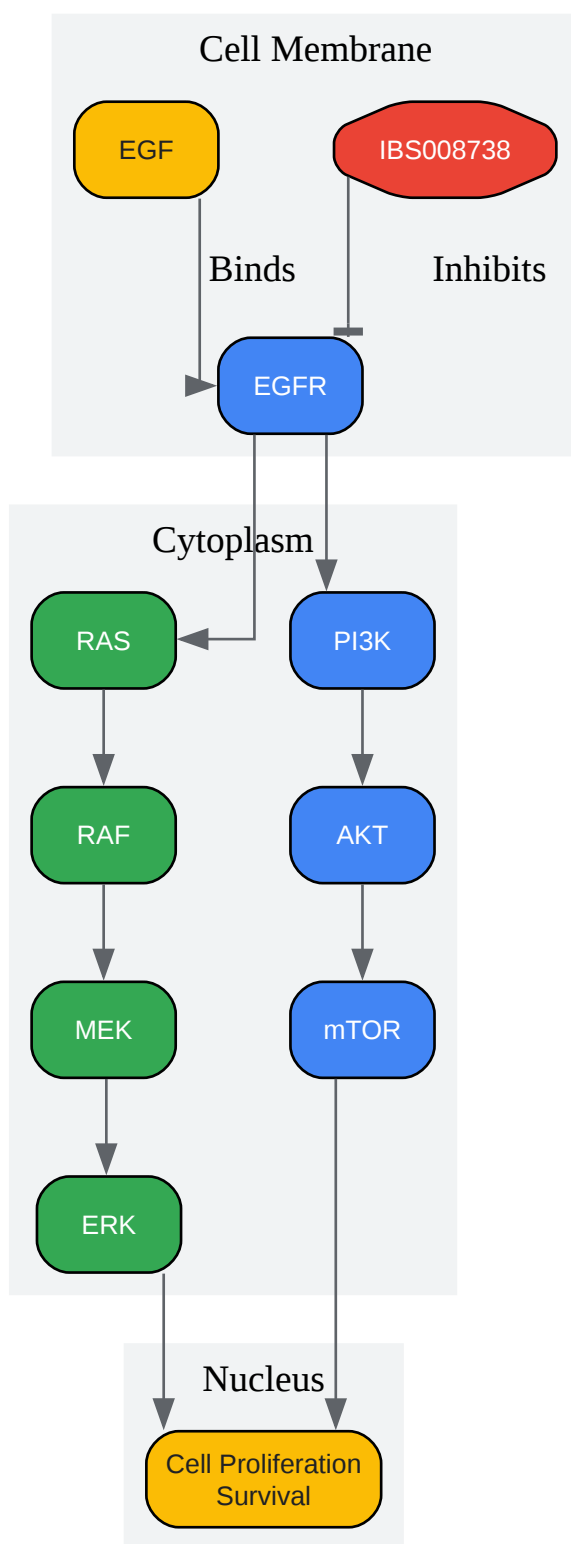 Cell Membrane
EGF
IBS008738
Binds
Inhibits
EGFR
Cytoplasm
RAS
PI3K
RAF
AKT
MEK
mTOR
ERK
Nucleus
Cell Proliferation
Survival